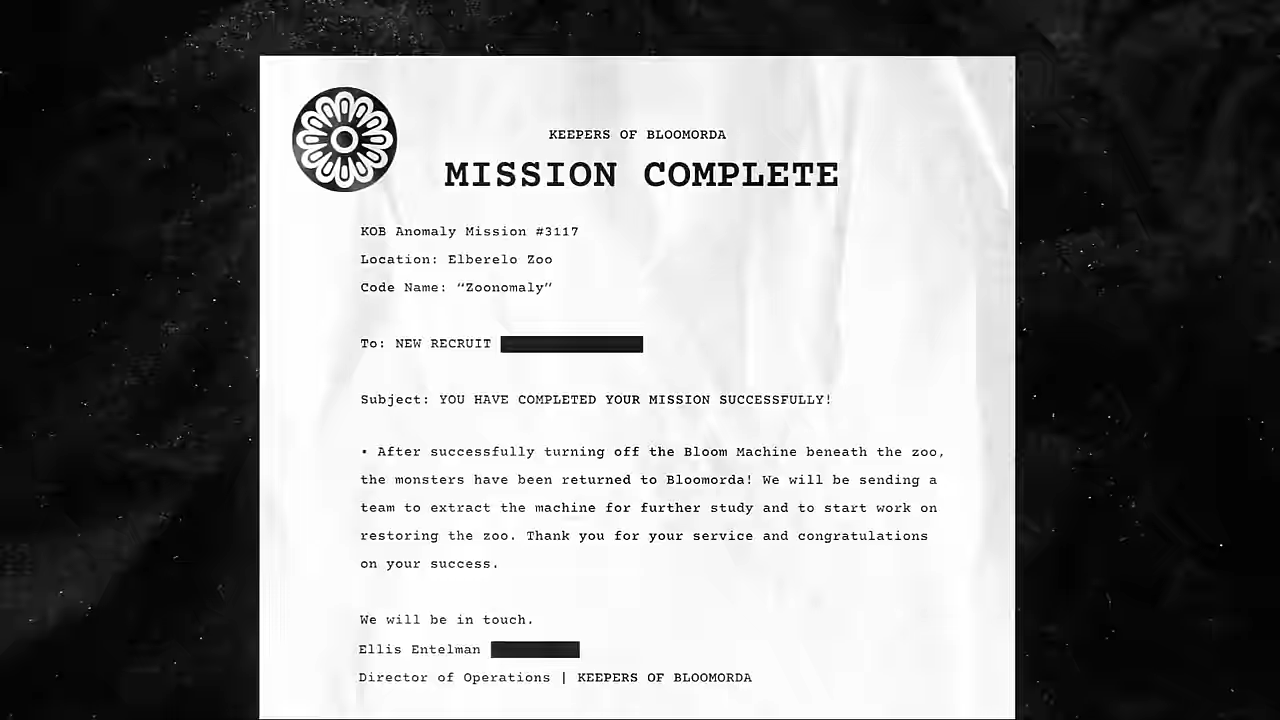 KEEPERS OF BLOOMORDA
MISSION COMPLETE
KOB Anomaly Mission #3117
Location: Elberelo Zoo
Code Name: “Zoonomaly”
To: NEW RECRUIT
Subject: YOU HAVE COMPLETED YOUR MISSION SUCCESSFULLY!
• After successfully turning off the Bloom Machine beneath the zoo,
the monsters have been returned to Bloomorda! We will be sending a
team to extract the machine for further study and to start work on
restoring the zoo. Thank you for your service and congratulations
on your success.
We will be in touch.
Ellis Entelman
Director of Operations | KEEPERS OF BLOOMORDA